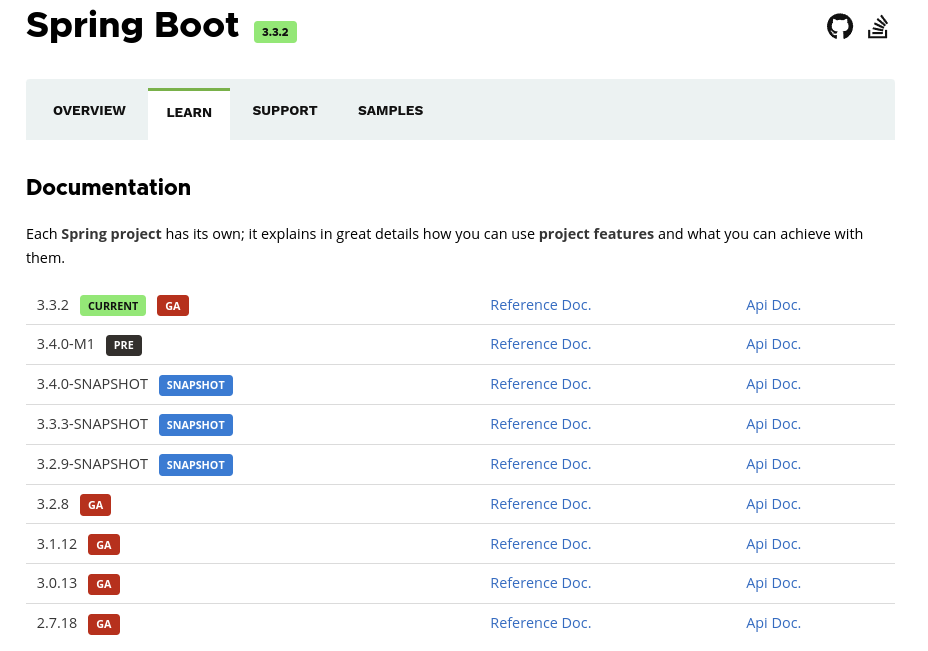 Spring Boot 3.3.2
OVERVIEW LEARN SUPPORT SAMPLES
Documentation
Each Spring project has its own; it explains in great details how you can use project features and what you can achieve with
them.
3.3.2 CURRENT GA Reference Doc. Api Doc.
3.4.0-M1 PRE Reference Doc. Api Doc.
3.4.0-SNAPSHOT SNAPSHOT Reference Doc. Api Doc.
3.3.3-SNAPSHOT SNAPSHOT Reference Doc. Api Doc.
3.2.9-SNAPSHOT SNAPSHOT Reference Doc. Api Doc.
3.2.8 GA Reference Doc. Api Doc.
3.1.12 GA Reference Doc. Api Doc.
3.0.13 GA Reference Doc. Api Doc.
2.7.18 GA Reference Doc. Api Doc.